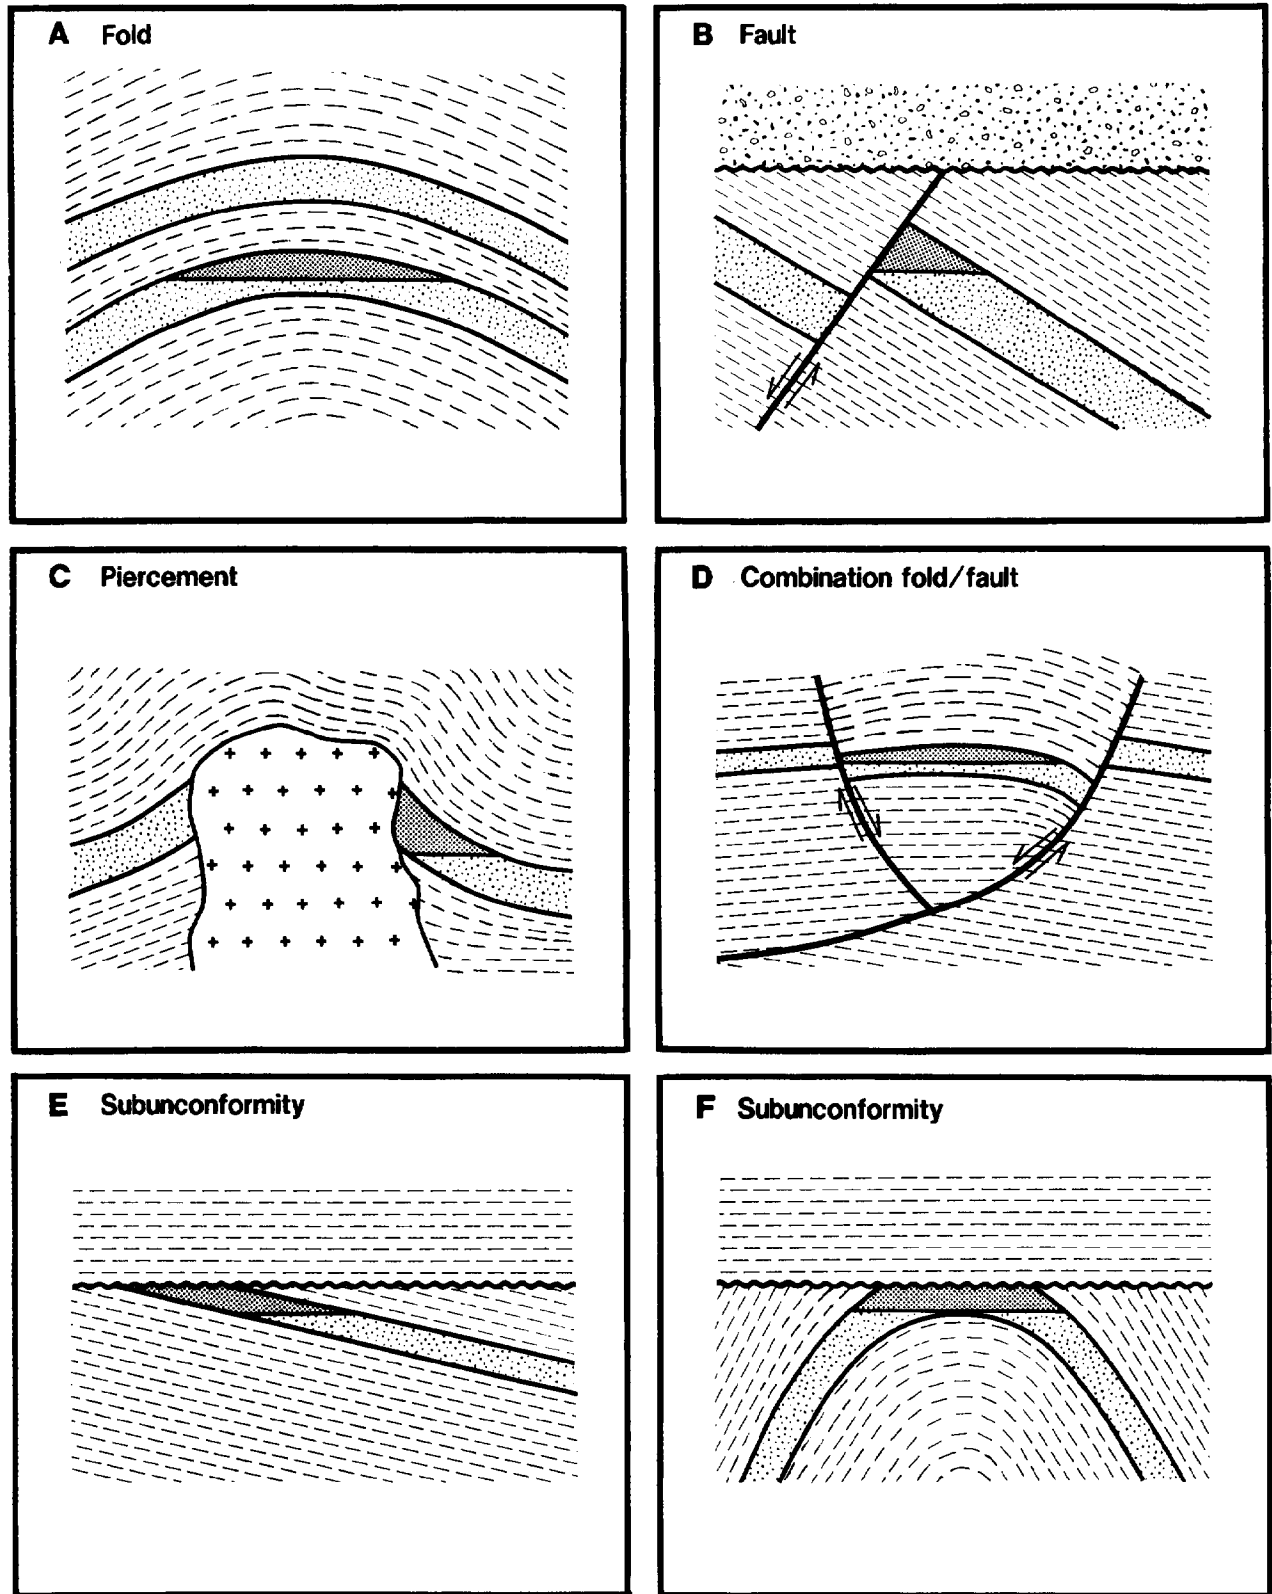 A Fold
B Fault
C Piercement
D Combination fold/fault
E Subunconformity
F Subunconformity